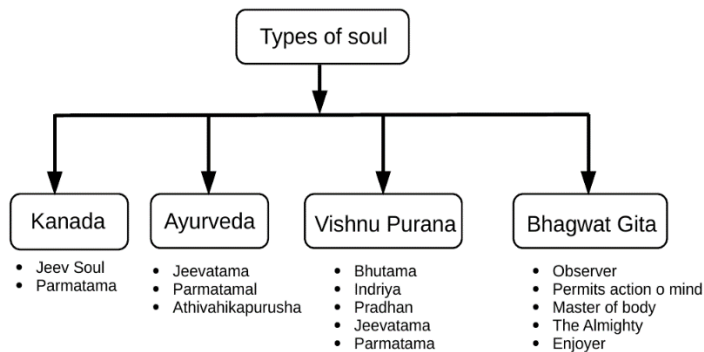 Types of soul
Kanada
Jeev Soul
Parmatama
Ayurveda
Jeevatama
Parmatamal
Athivahikapurusha
Vishnu Purana
Bhutama
Indriya
Pradhan
Jeevatama
Parmatama
Bhagwat Gita
Observer
Permits action o mind
Master of body
The Almighty
Enjoyer